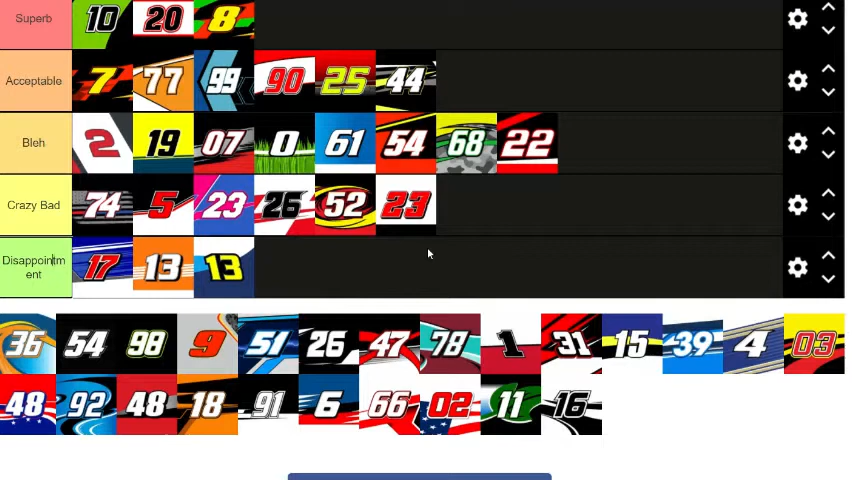 Superb 10 20 8
Acceptable 7 77 99 90 25 44
Bleh 2 19 07 0 61 54 68 22
Crazy Bad 74 5 23 26 52 23
Disappointm
ent 17 13 13
36 54 98 9 51 26 47 78 1 31 15 39 4 03
48 92 48 18 91 6 66 02 11 16